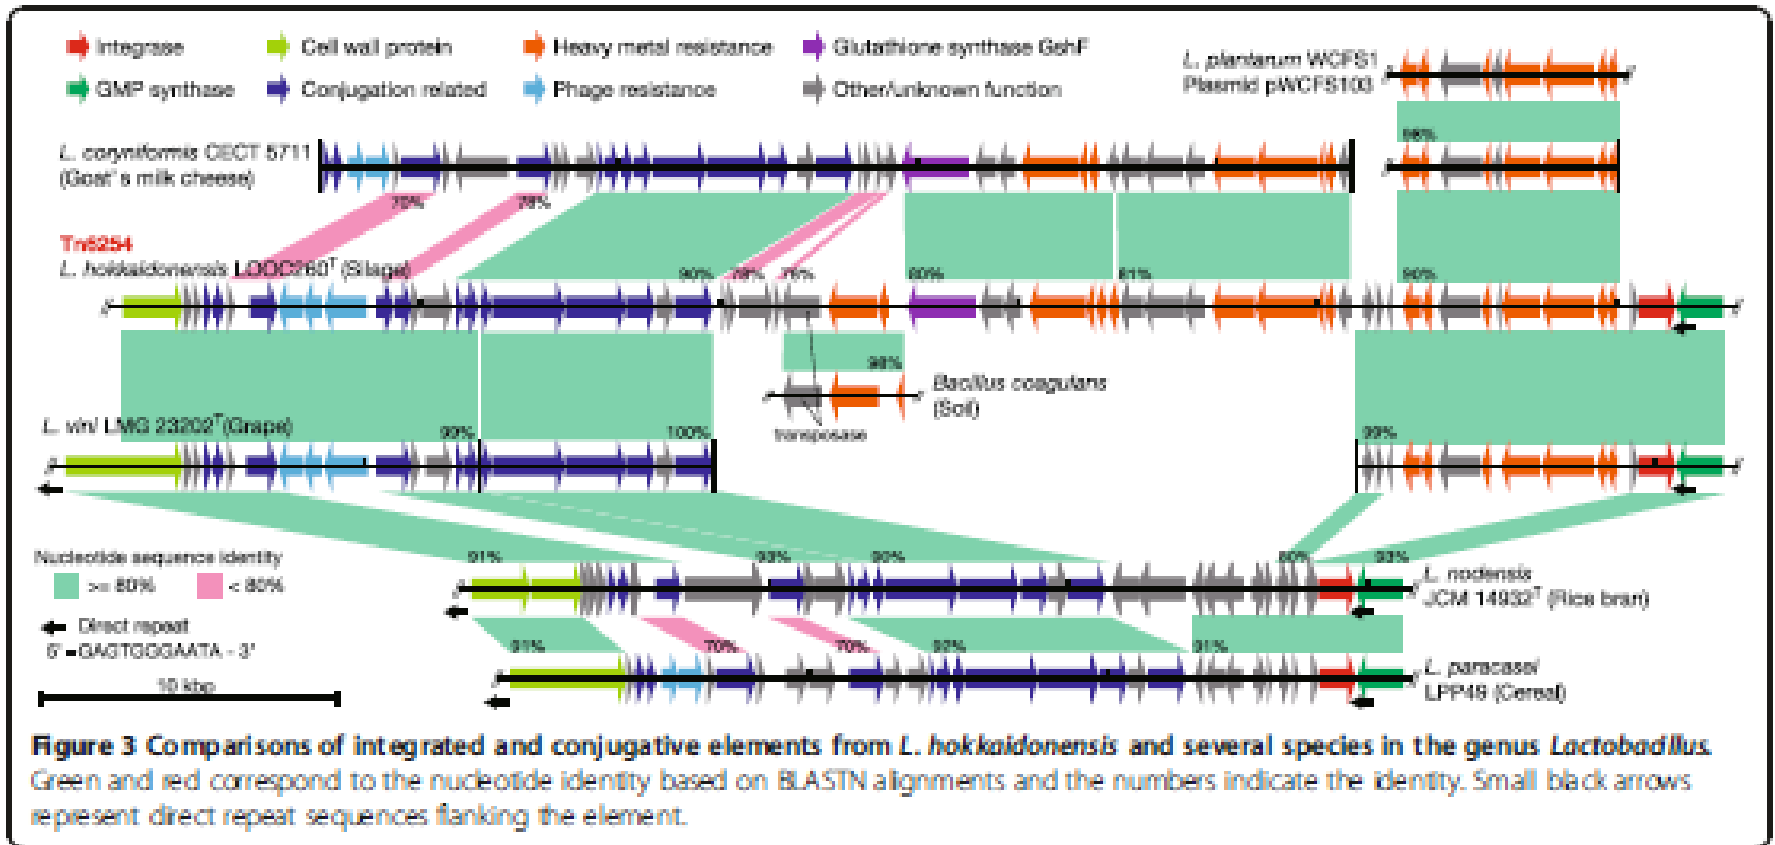 Integrase
Cell wall protein
Heavy metal resistance
Glutathione synthase GshF
GMP synthase
Conjugation related
Phage resistance
Other/unknown function
L. plantarum WCFS1
Plasmid pWCFS103
L. coryniformis CECT 5711
(Goat's milk cheese)
98%
70% 78%
Tn6254
L. hokkaidonensis LOOC260T (Silage)
90% 78% 78% 80% 81% 90%
98%
Bacillus coagulans
(Soil)
transposase
L. vini LMG 23202T (Grape)
99% 100% 99%
Nucleotide sequence identity
>= 80% < 80%
91% 93% 90% 80% 93%
L. nodensis
JCM 14932T (Rice bran)
Direct repeat
5' -GAGTGGGAATA - 3'
91% 70% 70% 92% 91%
10 kbp
L. paracasei
LPP49 (Cereal)
Figure 3 Comparisons of integrated and conjugative elements from L. hokkaidonensis and several species in the genus Lactobacillus.
Green and red correspond to the nucleotide identity based on BLASTN alignments and the numbers indicate the identity. Small black arrows
represent direct repeat sequences flanking the element.